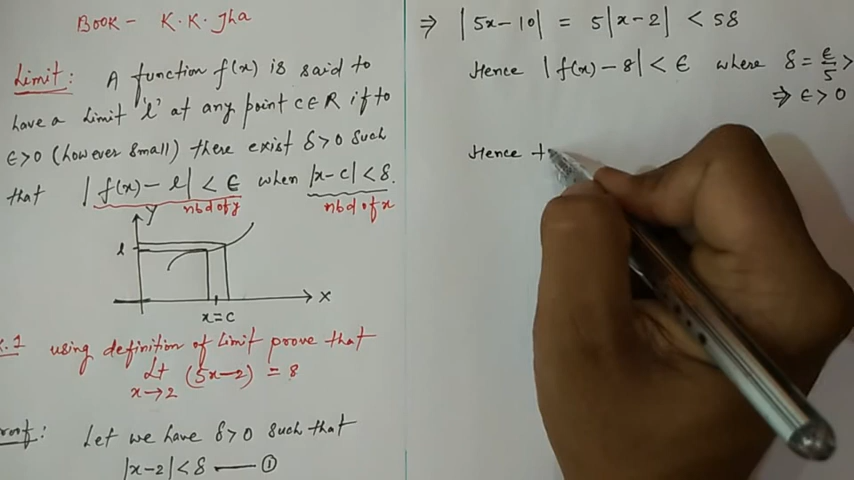 Book - K.K. Jha
Limit: A function f(x) is said to
have a Limit 'l' at any point c∈R if to
∈>0 (however small) there exist δ>0 such
that |f(x) - l| < ∈ when |x-c| < δ.
nbd of y nbd of x
Y
l
X
x=c
.1 using definition of Limit prove that
Lt (5x-2) = 8
x→2
roof: Let we have δ>0 such that
|x-2| < δ —— ①
⇒ |5x-10| = 5|x-2| < 5δ
Hence |f(x) - 8| < ∈ where δ = ∈/5 >
⇒ ∈>0
Hence